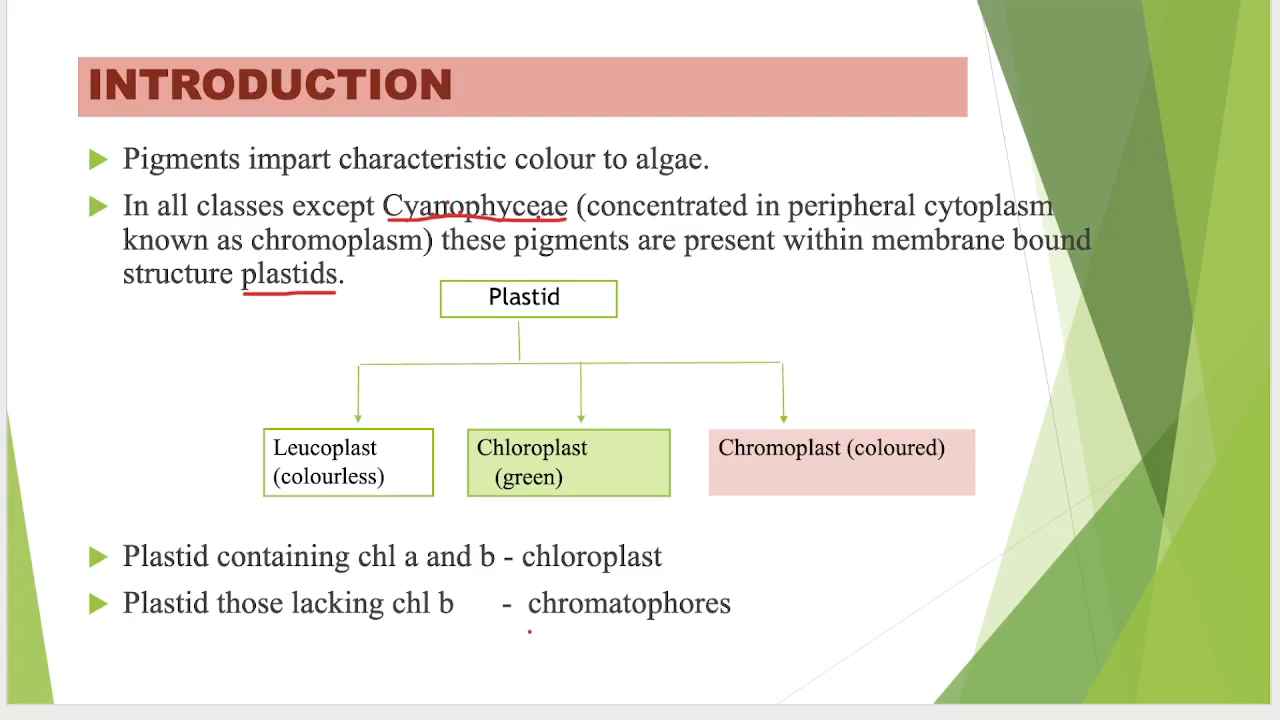 INTRODUCTION
Pigments impart characteristic colour to algae.
In all classes except Cyanophyceae (concentrated in peripheral cytoplasm
known as chromoplasm) these pigments are present within membrane bound
structure plastids.
Plastid
Leucoplast
(colourless)
Chloroplast
(green)
Chromoplast (coloured)
Plastid containing chl a and b - chloroplast
Plastid those lacking chl b - chromatophores